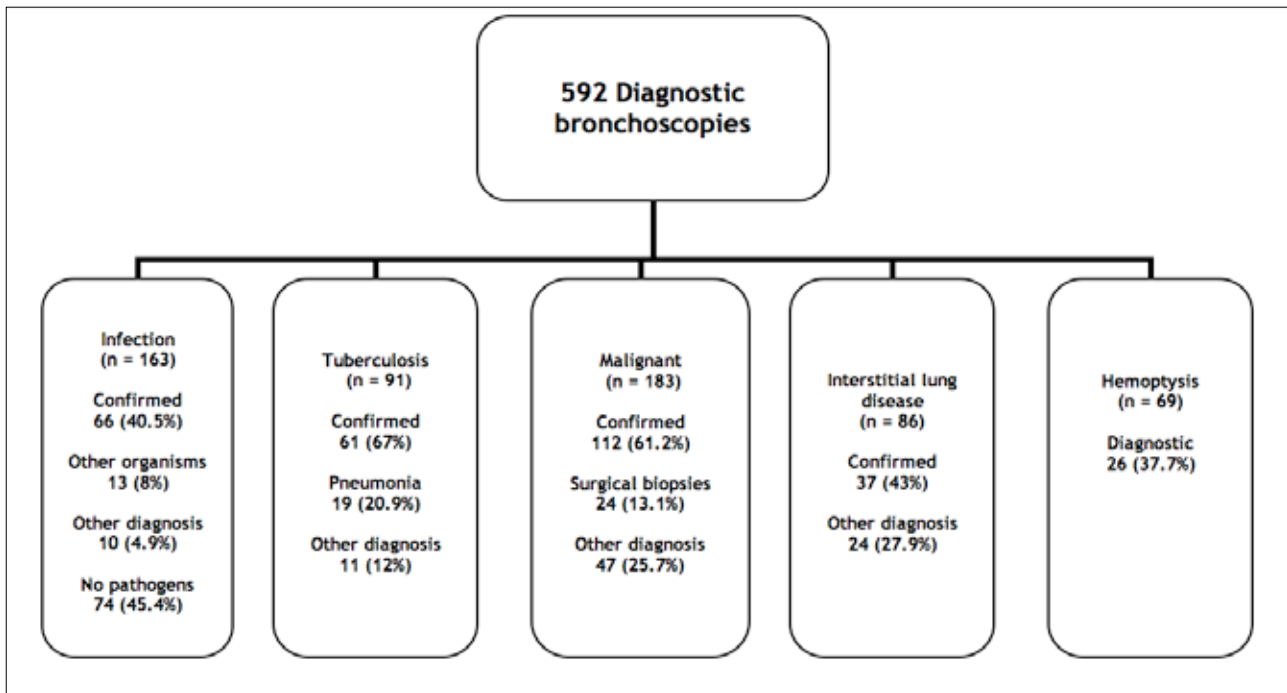 592 Diagnostic
bronchoscopies
Infection
(n = 163)
Confirmed
66 (40.5%)
Other organisms
13 (8%)
Other diagnosis
10 (4.9%)
No pathogens
74 (45.4%)
Tuberculosis
(n = 91)
Confirmed
61 (67%)
Pneumonia
19 (20.9%)
Other diagnosis
11 (12%)
Malignant
(n = 183)
Confirmed
112 (61.2%)
Surgical biopsies
24 (13.1%)
Other diagnosis
47 (25.7%)
Interstitial lung
disease
(n = 86)
Confirmed
37 (43%)
Other diagnosis
24 (27.9%)
Hemoptysis
(n = 69)
Diagnostic
26 (37.7%)